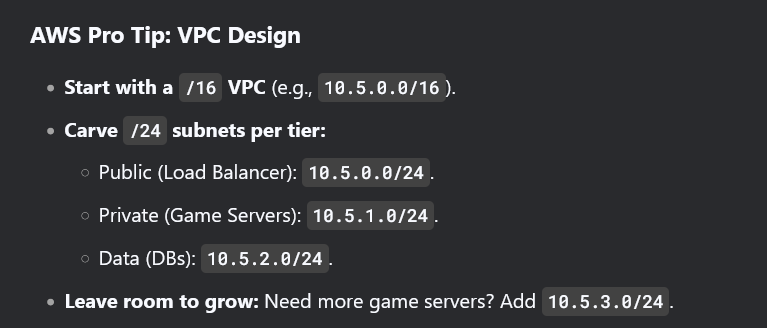 AWS Pro Tip: VPC Design
• Start with a /16 VPC (e.g., 10.5.0.0/16).
• Carve /24 subnets per tier:
○ Public (Load Balancer): 10.5.0.0/24.
○ Private (Game Servers): 10.5.1.0/24.
○ Data (DBs): 10.5.2.0/24.
• Leave room to grow: Need more game servers? Add 10.5.3.0/24.